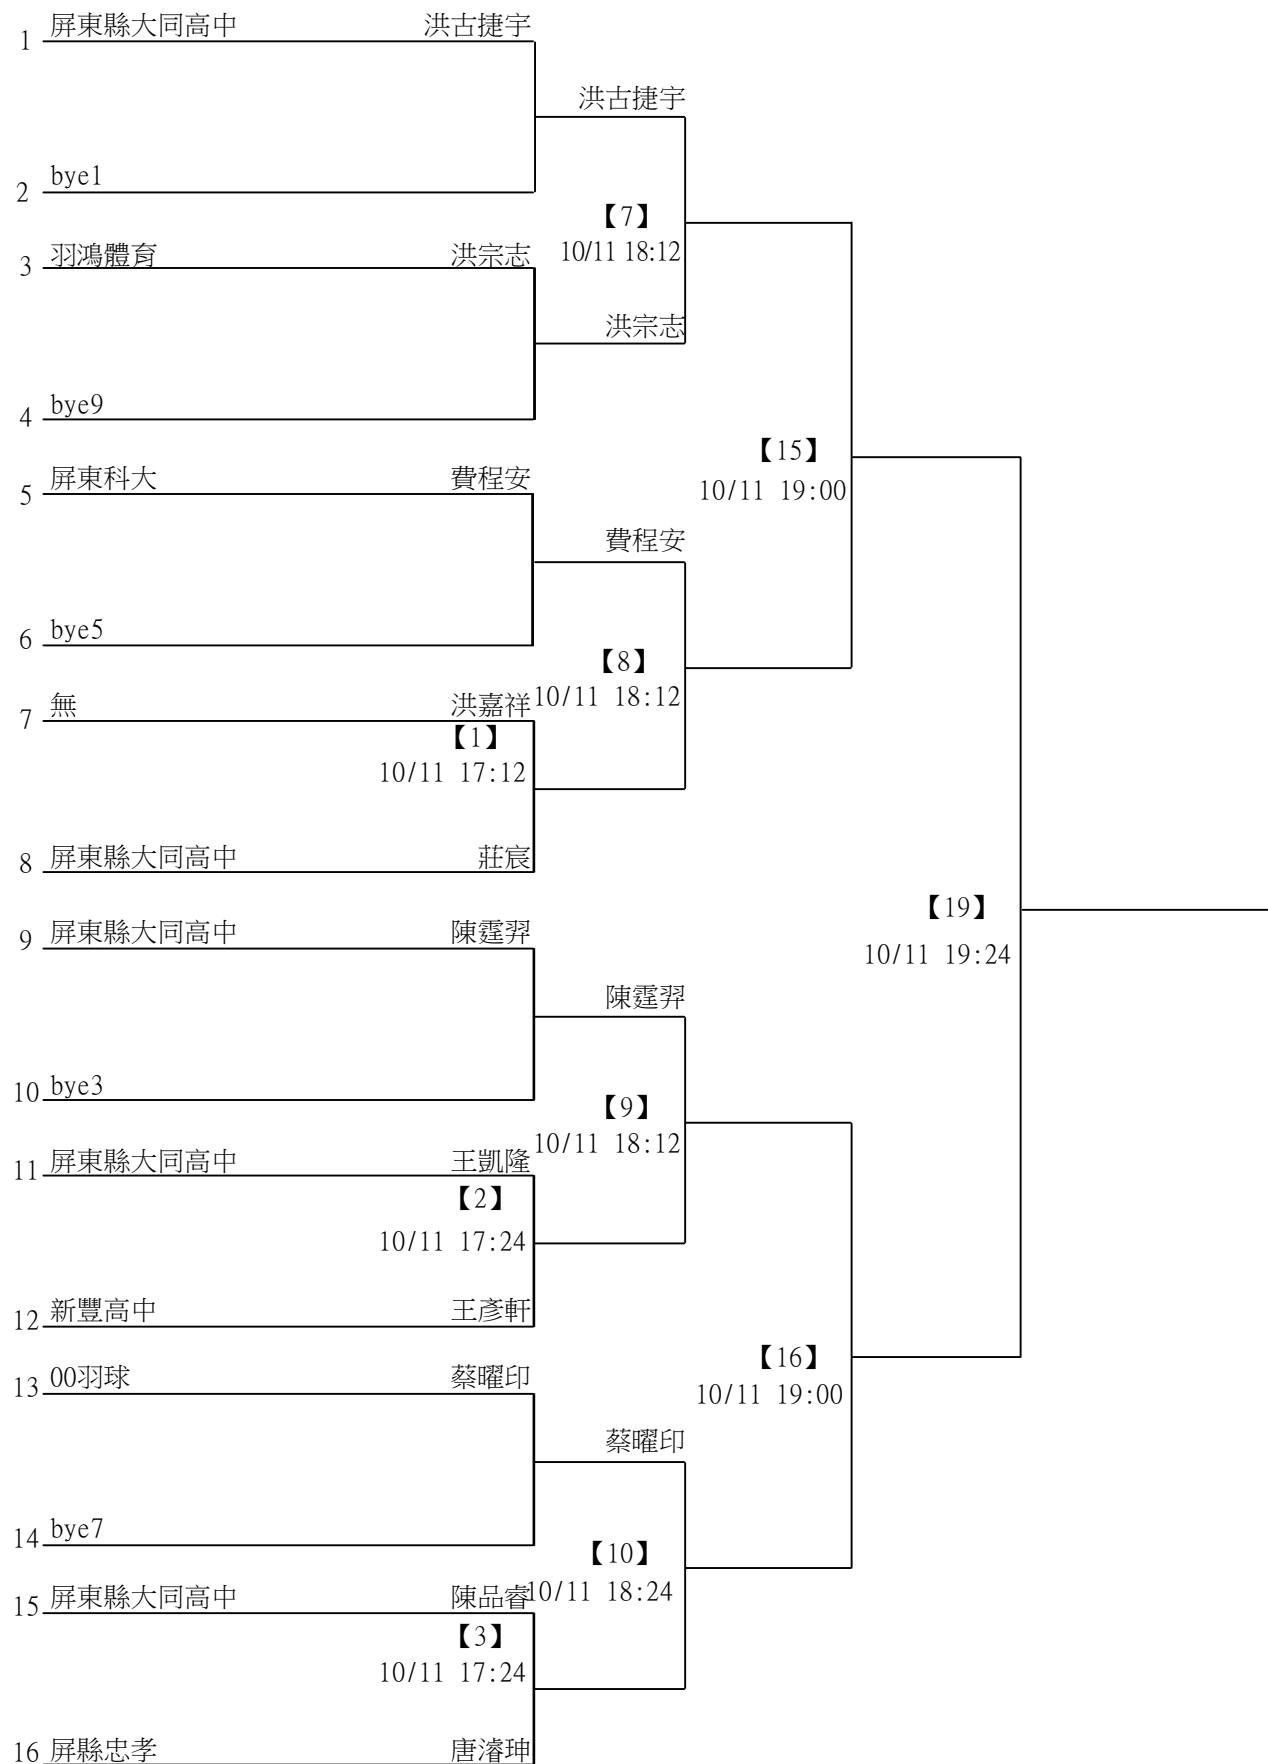 1 屏東縣大同高中 洪古捷宇
洪古捷宇
2 bye1
【7】
10/11 18:12
3 羽鴻體育 洪宗志
洪宗志
4 bye9
【15】
10/11 19:00
5 屏東科大 費程安
費程安
6 bye5
【8】
10/11 18:12
7 無 洪嘉祥
【1】
10/11 17:12
8 屏東縣大同高中 莊宸
【19】
10/11 19:24
9 屏東縣大同高中 陳霆羿
陳霆羿
10 bye3
【9】
10/11 18:12
11 屏東縣大同高中 王凱隆
【2】
10/11 17:24
12 新豐高中 王彥軒
【16】
10/11 19:00
13 00羽球 蔡曜印
蔡曜印
14 bye7
【10】
10/11 18:24
15 屏東縣大同高中 陳品睿
【3】
10/11 17:24
16 屏縣忠孝 唐濬珅